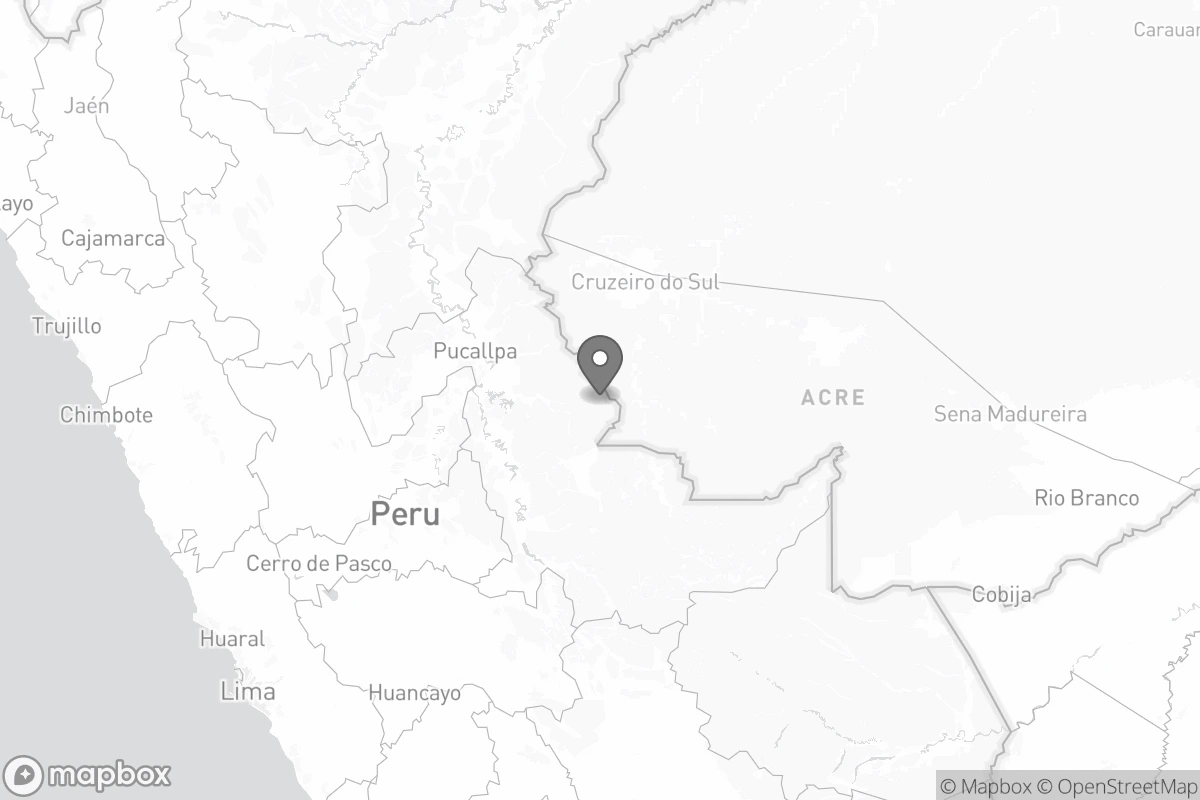 Carauar
Jaén
ayo
Cajamarca
Cruzeiro do Sul
Trujillo
Pucallpa
ACRE
Chimbote
Sena Madureira
Rio Branco
Peru
Cerro de Pasco
Cobija
Huaral
Lima
Huancayo
mapbox
© Mapbox © OpenStreetMap